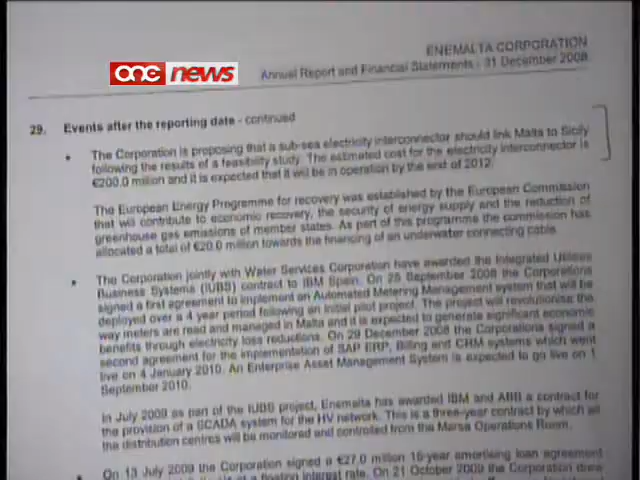 one news
ENEMALTA CORPORATION
Annual Report and Financial Statements - 31 December 2008
29. Events after the reporting date - continued
• The Corporation is proposing that a sub-sea electricity interconnector should link Malta to Sicily
following the results of a feasibility study. The estimated cost for the electricity interconnector is
€200.0 million and it is expected that it will be in operation by the end of 2012.
The European Energy Programme for recovery was established by the European Commission
that will contribute to economic recovery, the security of energy supply and the reduction of
greenhouse gas emissions of member states. As part of this programme the commission has
allocated a total of €20.0 million towards the financing of an underwater connecting cable.
• The Corporation jointly with Water Services Corporation have awarded the Integrated Utilities
Business Systems (IUBS) contract to IBM Spain. On 25 September 2008 the Corporations
signed a first agreement to implement an Automated Metering Management system that will be
deployed over a 4 year period following an initial pilot project. The project will revolutionise the
way meters are read and managed in Malta and it is expected to generate significant economic
benefits through electricity loss reductions. On 29 December 2008 the Corporations signed a
second agreement for the implementation of SAP ERP, Billing and CRM systems which went
live on 4 January 2010. An Enterprise Asset Management System is expected to go live on 1
September 2010.
In July 2009 as part of the IUBS project, Enemalta has awarded IBM and ABB a contract for
the provision of a SCADA system for the HV network. This is a three-year contract by which all
the distribution centres will be monitored and controlled from the Marsa Operations Room.
• On 13 July 2009 the Corporation signed a €27.0 million 15-year amortising loan agreement
at a floating interest rate. On 21 October 2009 the Corporation drew